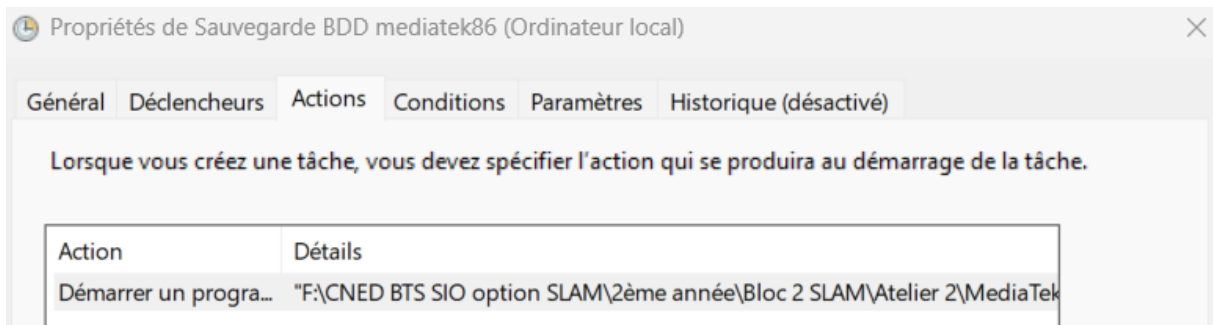 Propriétés de Sauvegarde BDD mediatek86 (Ordinateur local)
Général Déclencheurs Actions Conditions Paramètres Historique (désactivé)
Lorsque vous créez une tâche, vous devez spécifier l'action qui se produira au démarrage de la tâche.
Action Détails
Démarrer un progra... "F:\CNED BTS SIO option SLAM\2ème année\Bloc 2 SLAM\Atelier 2\MediaTek